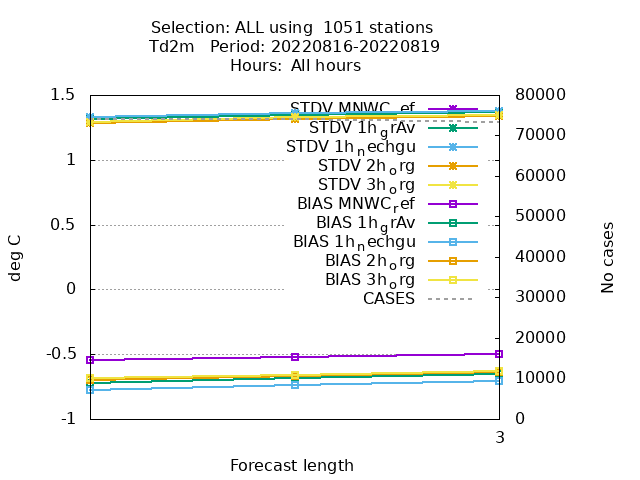 Selection: ALL using  1051 stations
Td2m   Period: 20220816-20220819
Hours:  All hours
1.5
1
0.5
0
-0.5
-1
deg C
80000
70000
60000
50000
40000
30000
20000
10000
0
No cases
STDV MNWC_ref
STDV 1h_grAv
STDV 1h_nechgu
STDV 2h_org
STDV 3h_org
BIAS MNWC_ref
BIAS 1h_grAv
BIAS 1h_nechgu
BIAS 2h_org
BIAS 3h_org
CASES
3
Forecast length